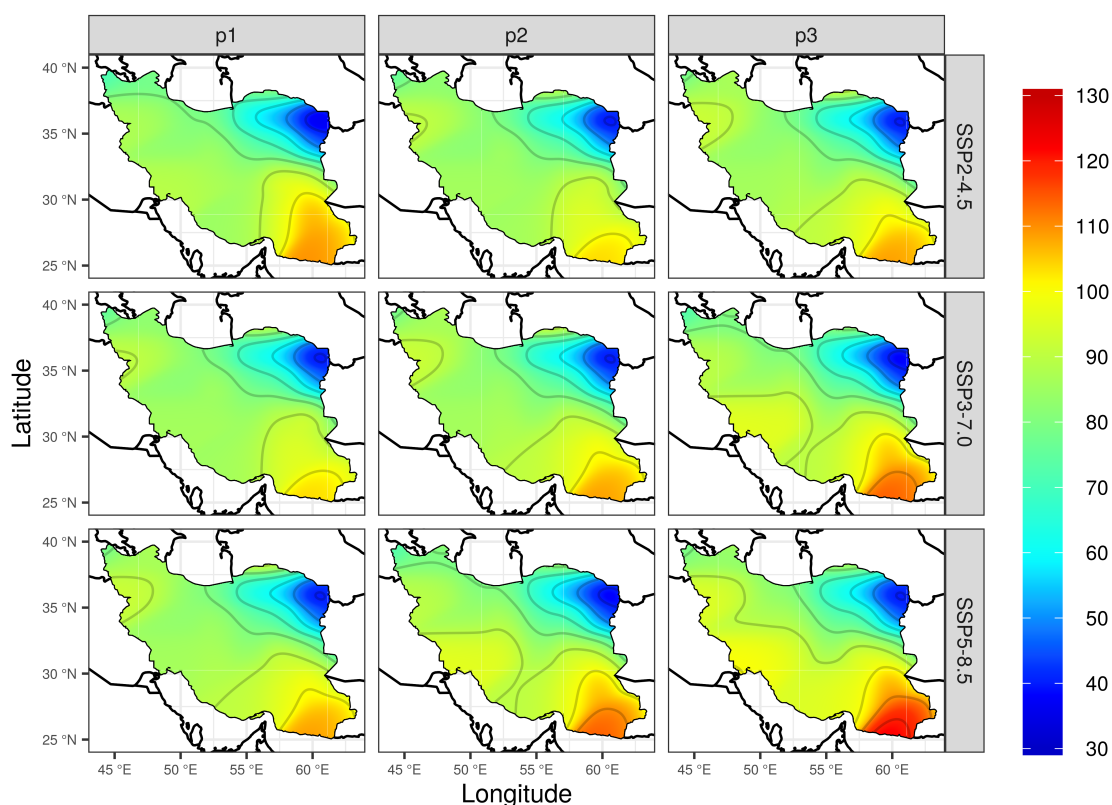 p1 p2 p3
40 °N
35 °N
30 °N
25 °N
SSP2-4.5
40 °N
35 °N
30 °N
25 °N
SSP3-7.0
40 °N
35 °N
30 °N
25 °N
SSP5-8.5
45 °E 50 °E 55 °E 60 °E 45 °E 50 °E 55 °E 60 °E 45 °E 50 °E 55 °E 60 °E
Longitude
Latitude
130
120
110
100
90
80
70
60
50
40
30